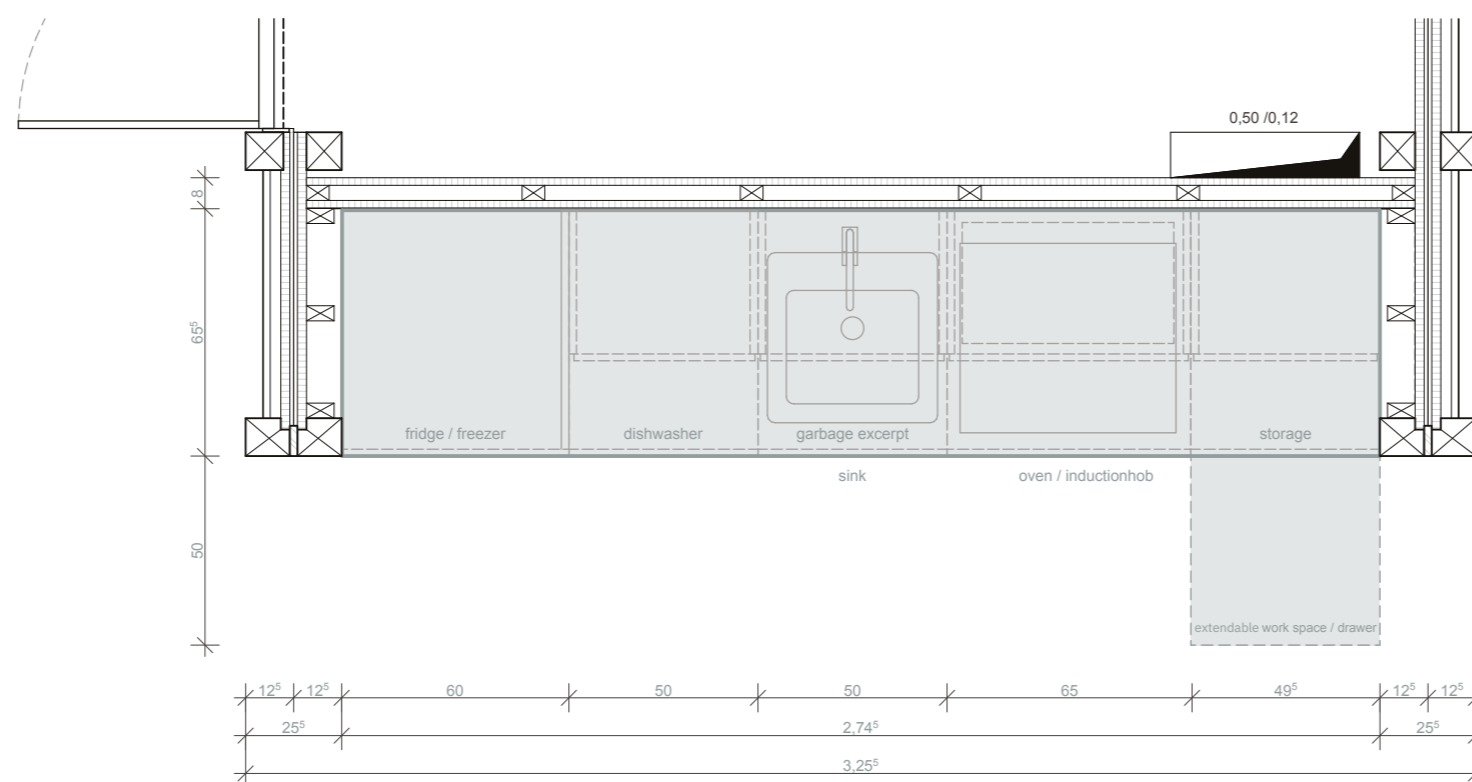 0,50 /0,12
8
65⁵
fridge / freezer
dishwasher
garbage excerpt
storage
sink
oven / inductionhob
50
extendable work space / drawer
12⁵ 12⁵ 60 50 50 65 49⁵ 12⁵ 12⁵
25⁵ 2,74⁵ 25⁵
3,25⁵